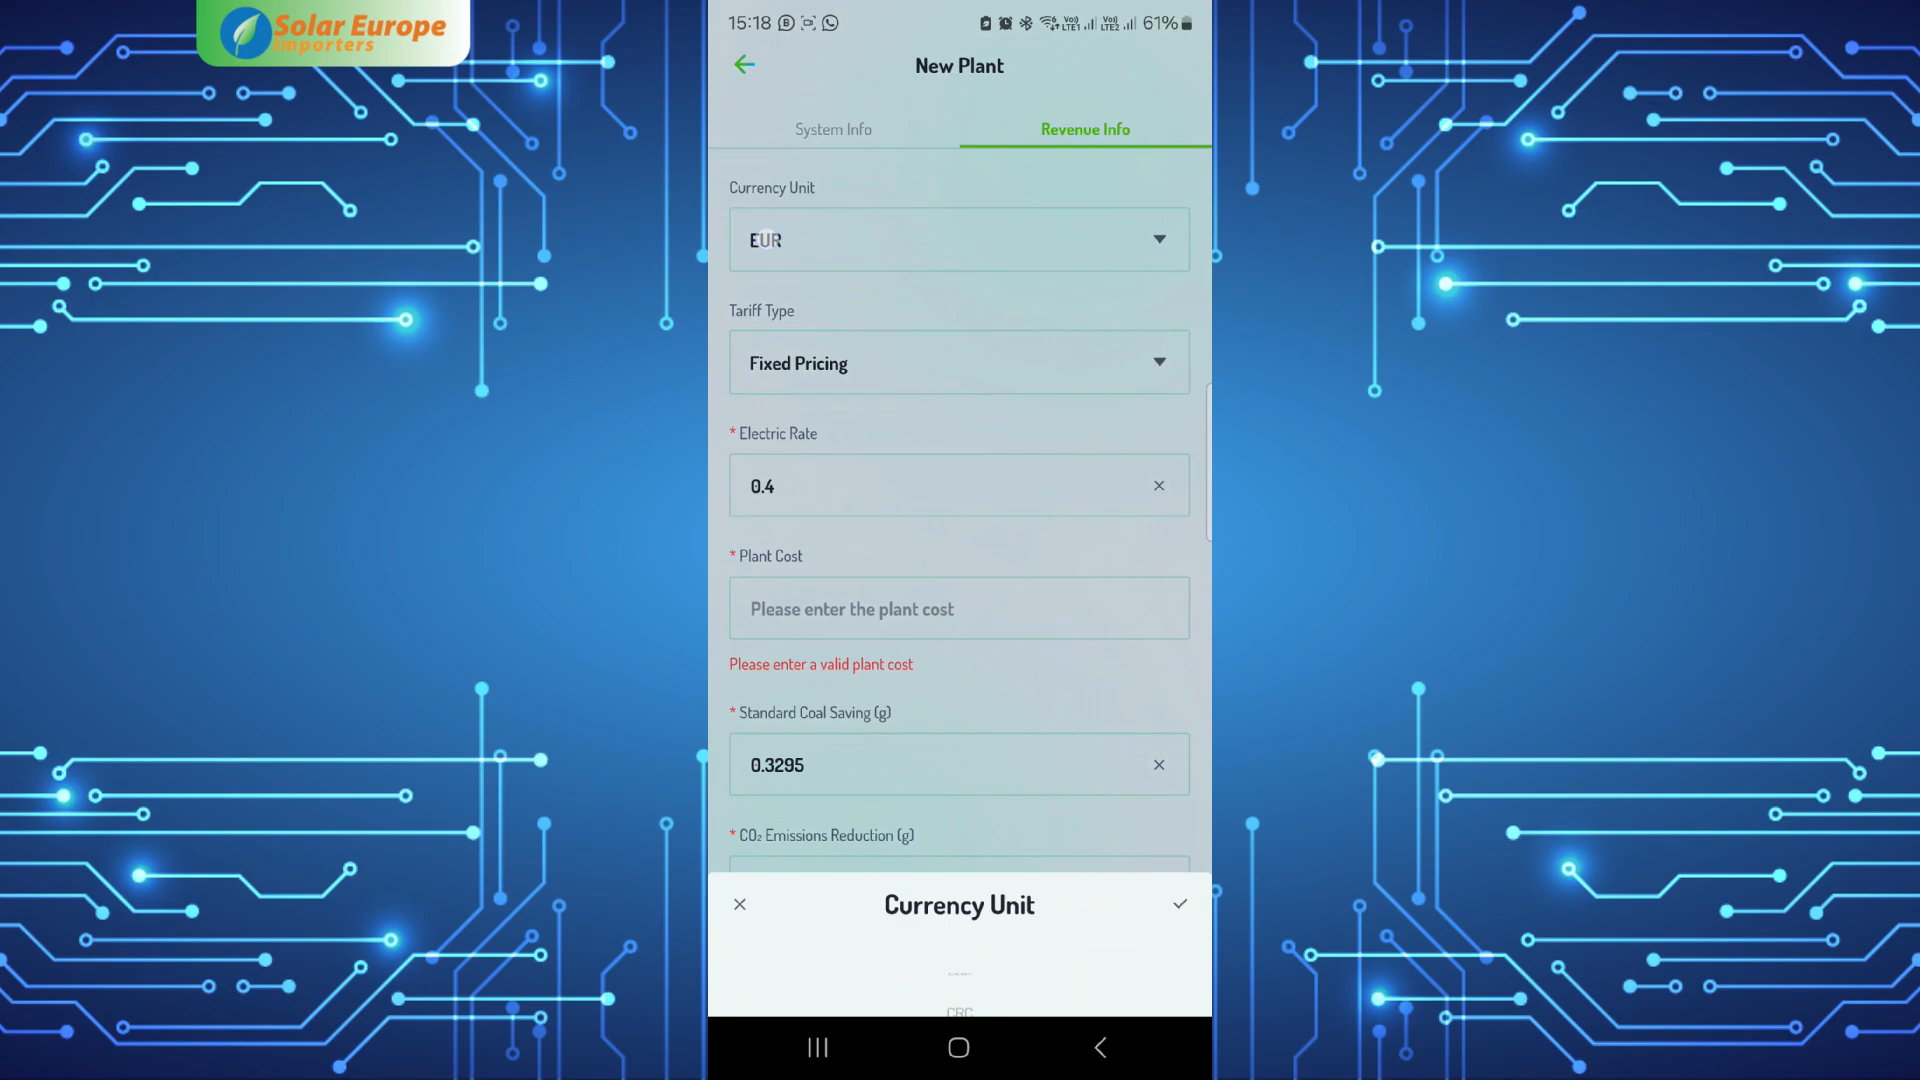 Solar Europe
Importers
15:18
61%
New Plant
System Info
Revenue Info
Currency Unit
EUR
Tariff Type
Fixed Pricing
* Electric Rate
0.4
* Plant Cost
Please enter the plant cost
Please enter a valid plant cost
* Standard Coal Saving (g)
0.3295
* CO₂ Emissions Reduction (g)
Currency Unit
CRC